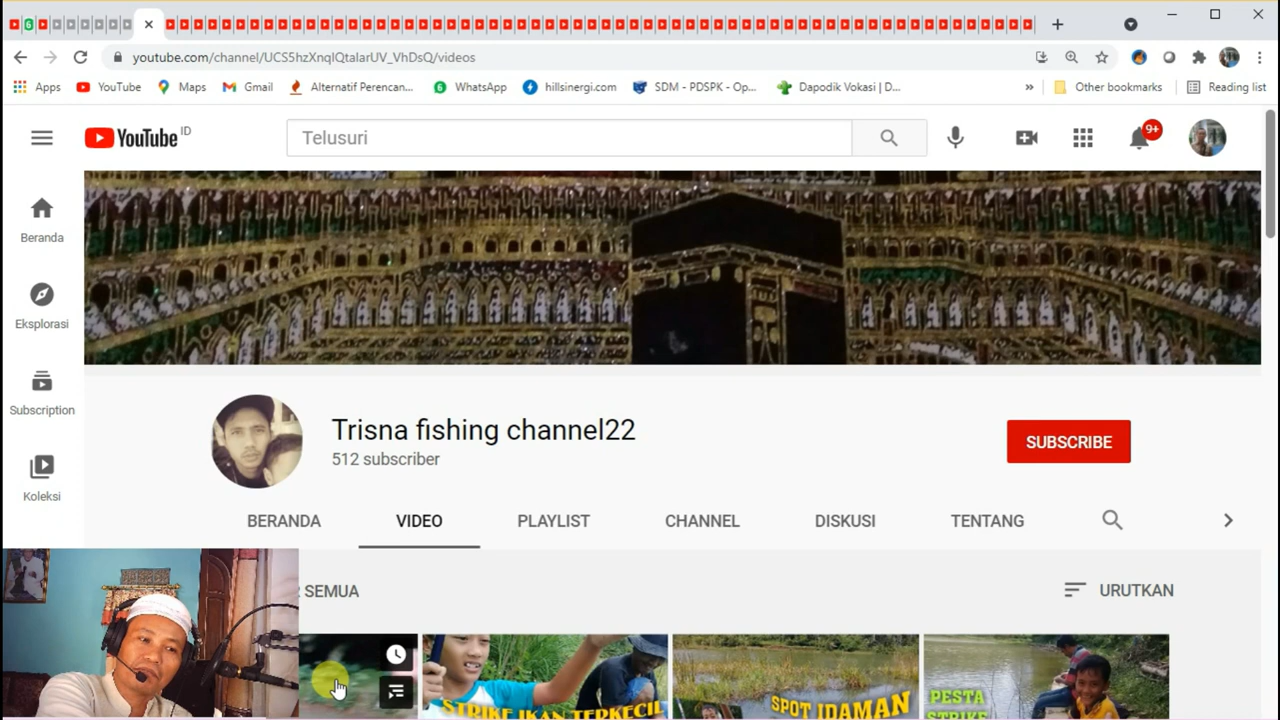 youtube.com/channel/UCS5hzXnqlQtalarUV_VhDsQ/videos
Apps YouTube Maps Gmail Alternatif Perencan... WhatsApp hillsinergi.com SDM - PDSPK - Op... Dapodik Vokasi | D... » Other bookmarks Reading list
YouTube ID Telusuri 9+
Beranda
Eksplorasi
Subscription
Koleksi
Trisna fishing channel22
512 subscriber
SUBSCRIBE
BERANDA VIDEO PLAYLIST CHANNEL DISKUSI TENTANG
SEMUA URUTKAN
STRIKE IKAN TERKECIL
SPOT IDAMAN
PESTA
STRIKE